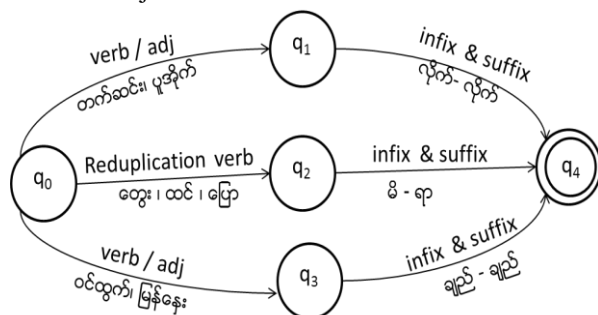 verb / adj
တက်ဆင်း၊ ပူအိုက်
q0
q1
infix & suffix
လိုက်- လိုက်
Reduplication verb
တွေး ၊ ထင် ၊ ပြော
q2
infix & suffix
မိ - ရာ
q4
verb / adj
ဝင်ထွက်၊ မြန်နှေး
q3
infix & suffix
ချည် - ချည်